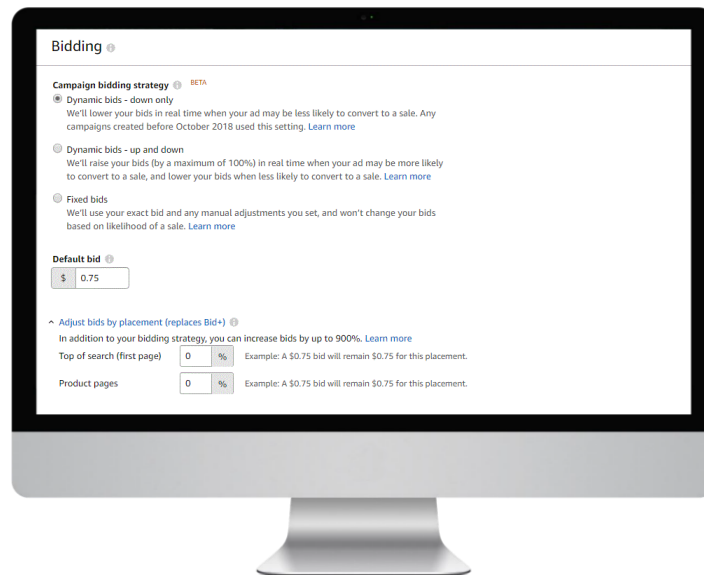 Bidding
Campaign bidding strategy BETA
Dynamic bids - down only
We'll lower your bids in real time when your ad may be less likely to convert to a sale. Any
campaigns created before October 2018 used this setting. Learn more
Dynamic bids - up and down
We'll raise your bids (by a maximum of 100%) in real time when your ad may be more likely
to convert to a sale, and lower your bids when less likely to convert to a sale. Learn more
Fixed bids
We'll use your exact bid and any manual adjustments you set, and won't change your bids
based on likelihood of a sale. Learn more
Default bid
$ 0.75
Adjust bids by placement (replaces Bid+)
In addition to your bidding strategy, you can increase bids by up to 900%. Learn more
Top of search (first page) 0 % Example: A $0.75 bid will remain $0.75 for this placement.
Product pages 0 % Example: A $0.75 bid will remain $0.75 for this placement.